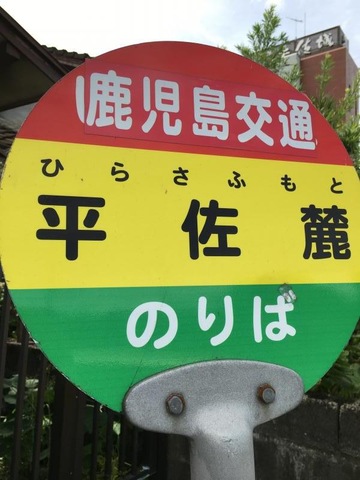 鹿児島交通
ひらさふもと
平佐麓
のりば